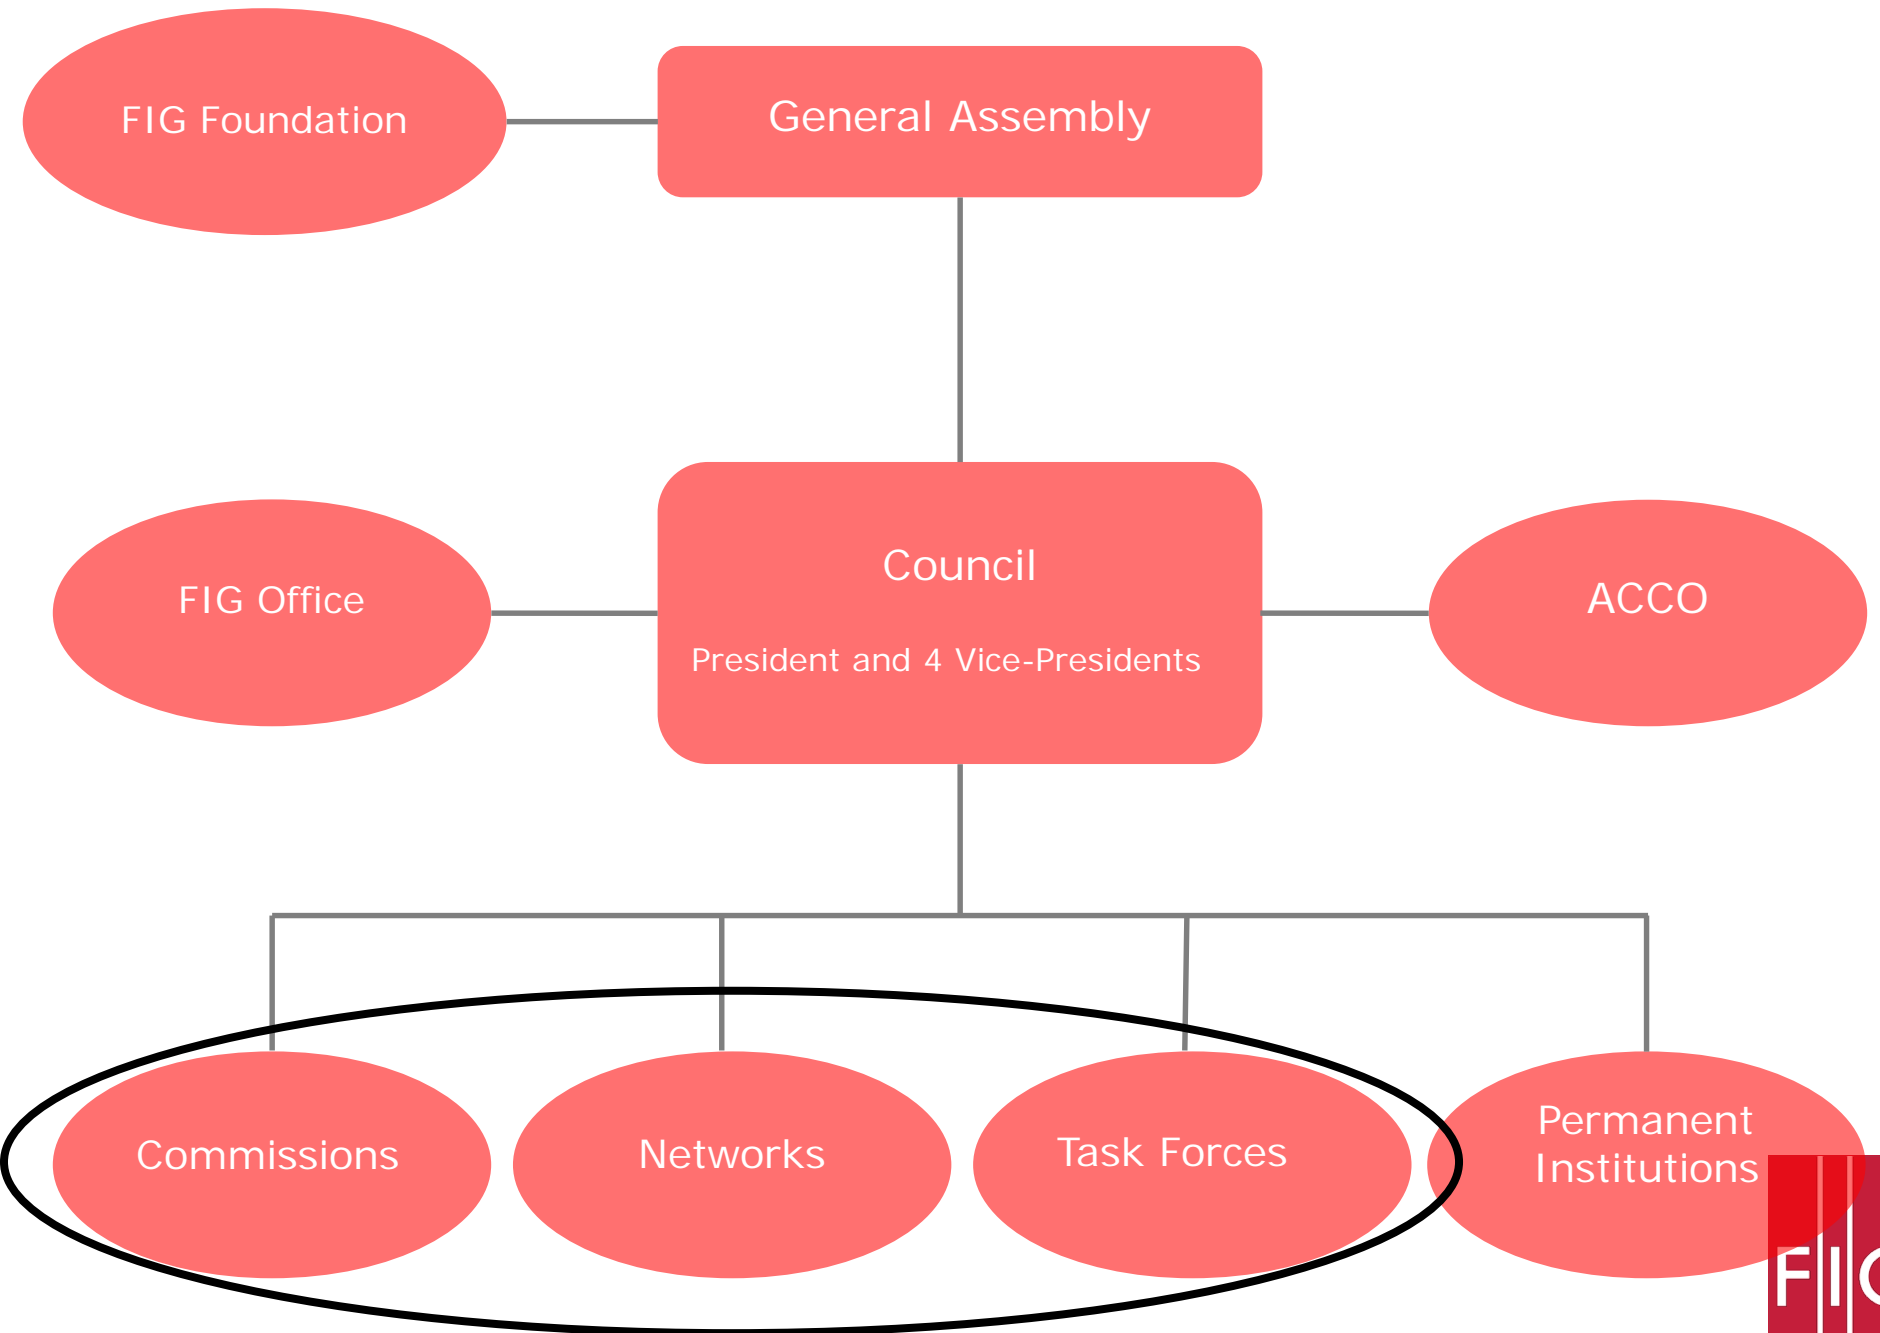 FIG Foundation
General Assembly
FIG Office
Council
President and 4 Vice-Presidents
ACCO
Commissions
Networks
Task Forces
Permanent
Institutions